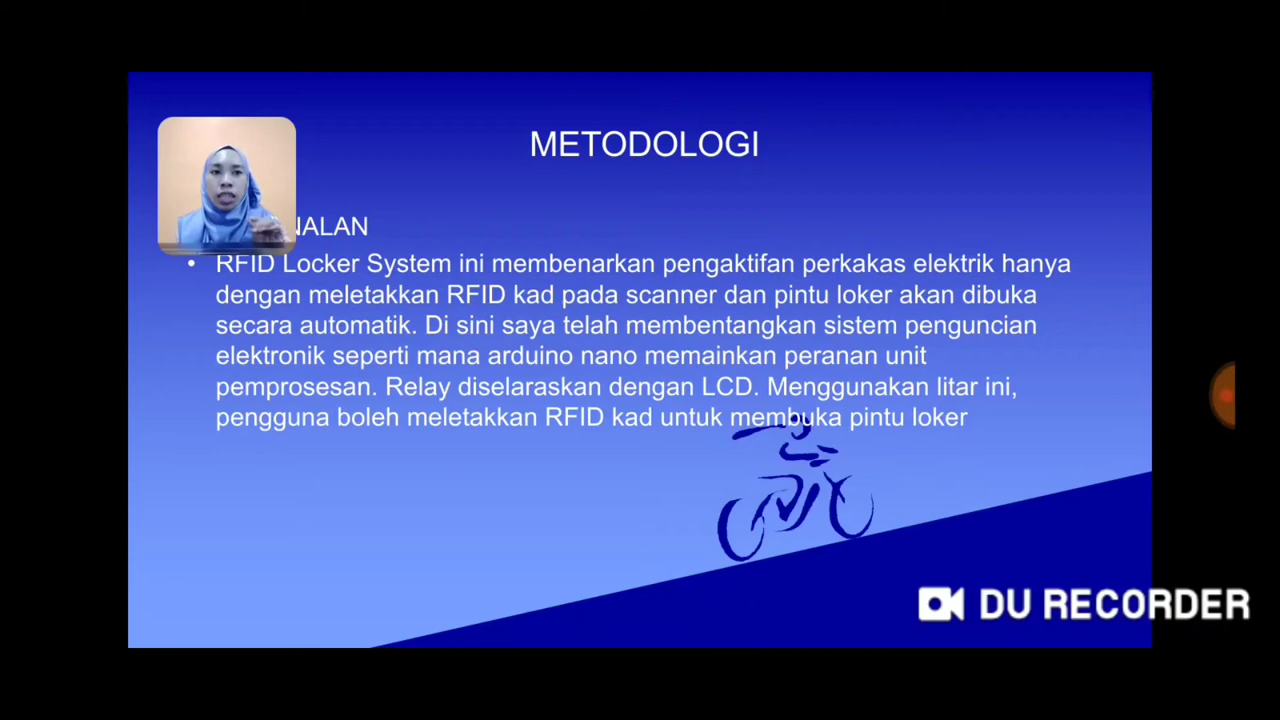 METODOLOGI
NALAN
• RFID Locker System ini membenarkan pengaktifan perkakas elektrik hanya
dengan meletakkan RFID kad pada scanner dan pintu loker akan dibuka
secara automatik. Di sini saya telah membentangkan sistem penguncian
elektronik seperti mana arduino nano memainkan peranan unit
pemprosesan. Relay diselaraskan dengan LCD. Menggunakan litar ini,
pengguna boleh meletakkan RFID kad untuk membuka pintu loker
DU RECORDER